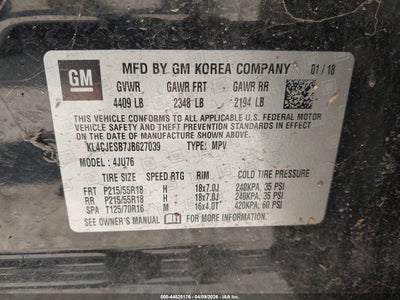 GM
MFD BY GM KOREA COMPANY 01 / 18
GVWR GAWR FRT GAWR RR
4409 LB 2348 LB 2194 LB
THIS VEHICLE CONFORMS TO ALL APPLICABLE U.S. FEDERAL MOTOR
VEHICLE SAFETY AND THEFT PREVENTION STANDARDS IN EFFECT
ON THE DATE OF MANUFACTURE SHOWN ABOVE.
KL4CJESB7JB627039 TYPE: MPV
MODEL: 4JU76
TIRE SIZE SPEED RTG RIM COLD TIRE PRESSURE
FRT P215/55R18 H 18x7.0J 240KPA, 35 PSI
RR P215/55R18 H 18x7.0J 240KPA, 35 PSI
SPA T125/70R16 M 16x4.0T 420KPA, 60 PSI
SEE OWNER'S MANUAL FOR ADDITIONAL INFORMATION.
ID: 000-44828176 / 04/09/2026 / IAA Inc.